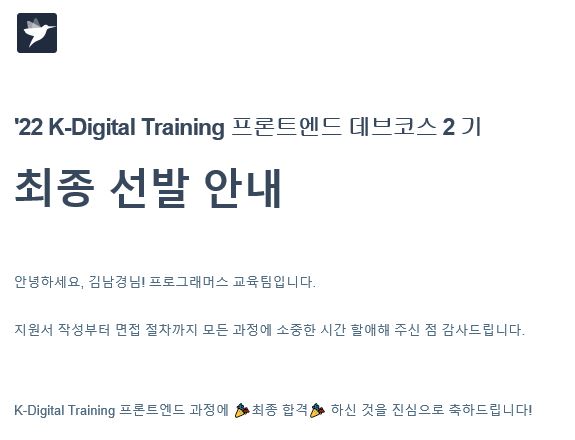 '22 K-Digital Training 프론트엔드 데브코스 2 기
최종 선발 안내
안녕하세요, 김남경님! 프로그래머스 교육팀입니다.
지원서 작성부터 면접 절차까지 모든 과정에 소중한 시간 할애해 주신 점 감사드립니다.
K-Digital Training 프론트엔드 과정에 🎉최종 합격🎉 하신 것을 진심으로 축하드립니다!